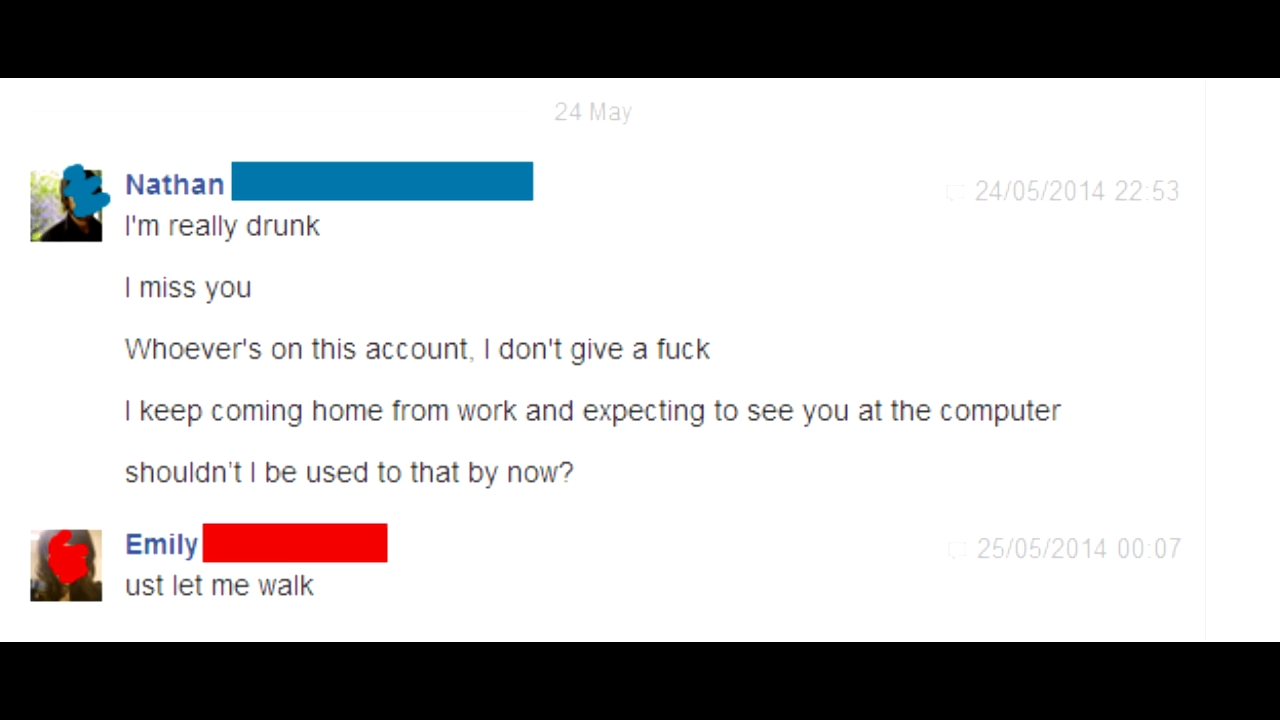 24 May
Nathan
24/05/2014 22:53
I'm really drunk
I miss you
Whoever's on this account, I don't give a fuck
I keep coming home from work and expecting to see you at the computer
shouldn't I be used to that by now?
Emily
25/05/2014 00:07
ust let me walk